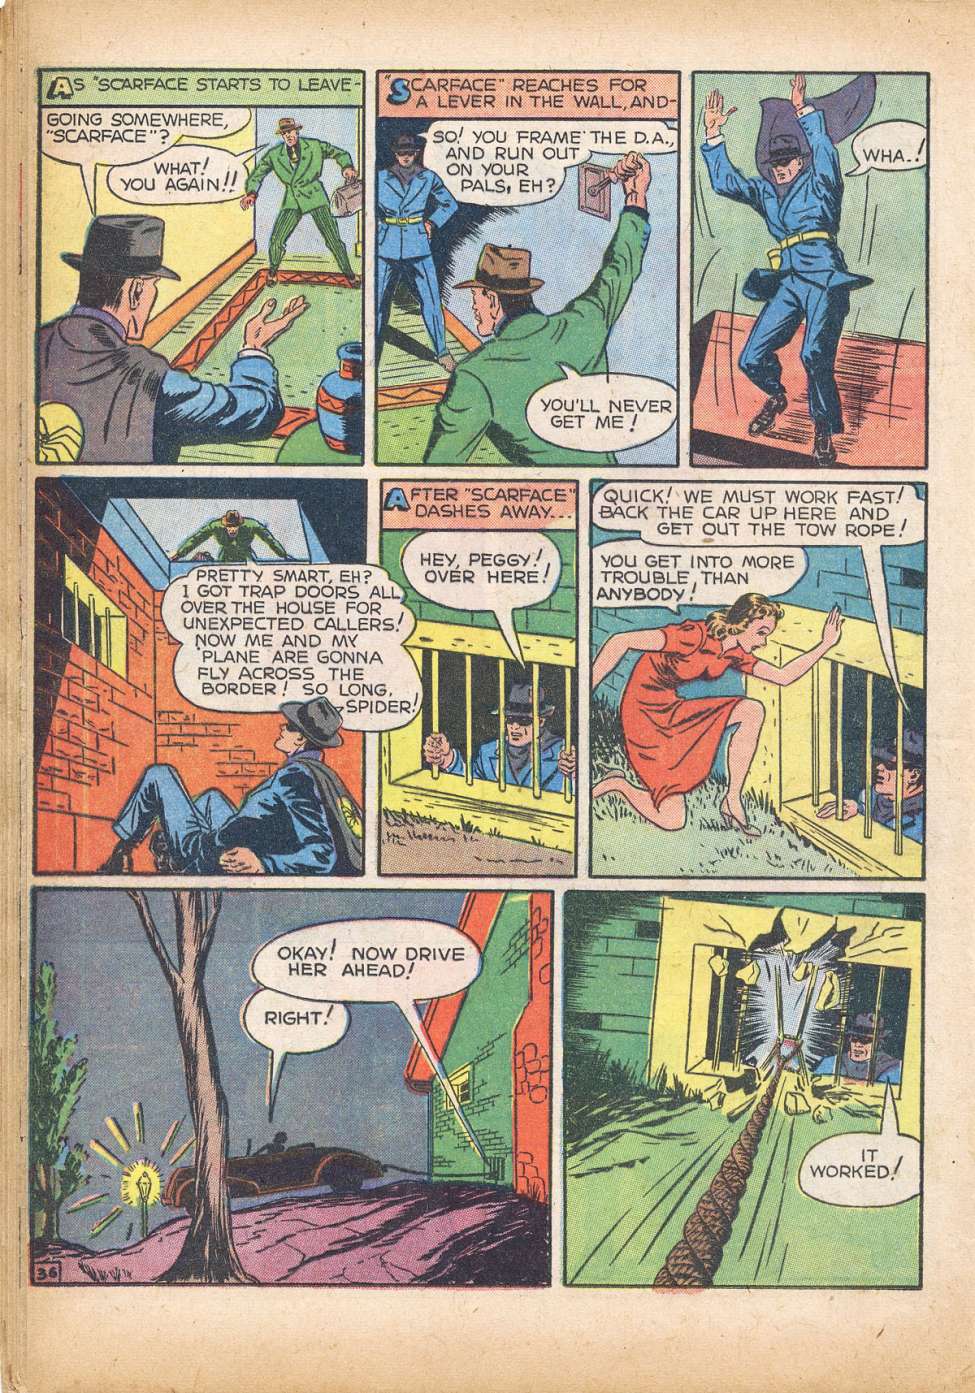 AS "SCARFACE STARTS TO LEAVE-
GOING SOMEWHERE,
"SCARFACE"?
WHAT!
YOU AGAIN!!
"SCARFACE" REACHES FOR
A LEVER IN THE WALL, AND-
SO! YOU FRAME THE D.A.,
AND RUN OUT
ON YOUR
PALS, EH?
YOU'LL NEVER
GET ME!
WHA..!
PRETTY SMART, EH?
I GOT TRAP DOORS ALL
OVER THE HOUSE FOR
UNEXPECTED CALLERS!
NOW ME AND MY
PLANE ARE GONNA
FLY ACROSS THE
BORDER! SO LONG,
SPIDER!
AFTER "SCARFACE"
DASHES AWAY...
HEY, PEGGY!
OVER HERE!
QUICK! WE MUST WORK FAST!
BACK THE CAR UP HERE AND
GET OUT THE TOW ROPE!
YOU GET INTO MORE
TROUBLE, THAN
ANYBODY!
OKAY! NOW DRIVE
HER AHEAD!
RIGHT!
36
IT
WORKED!